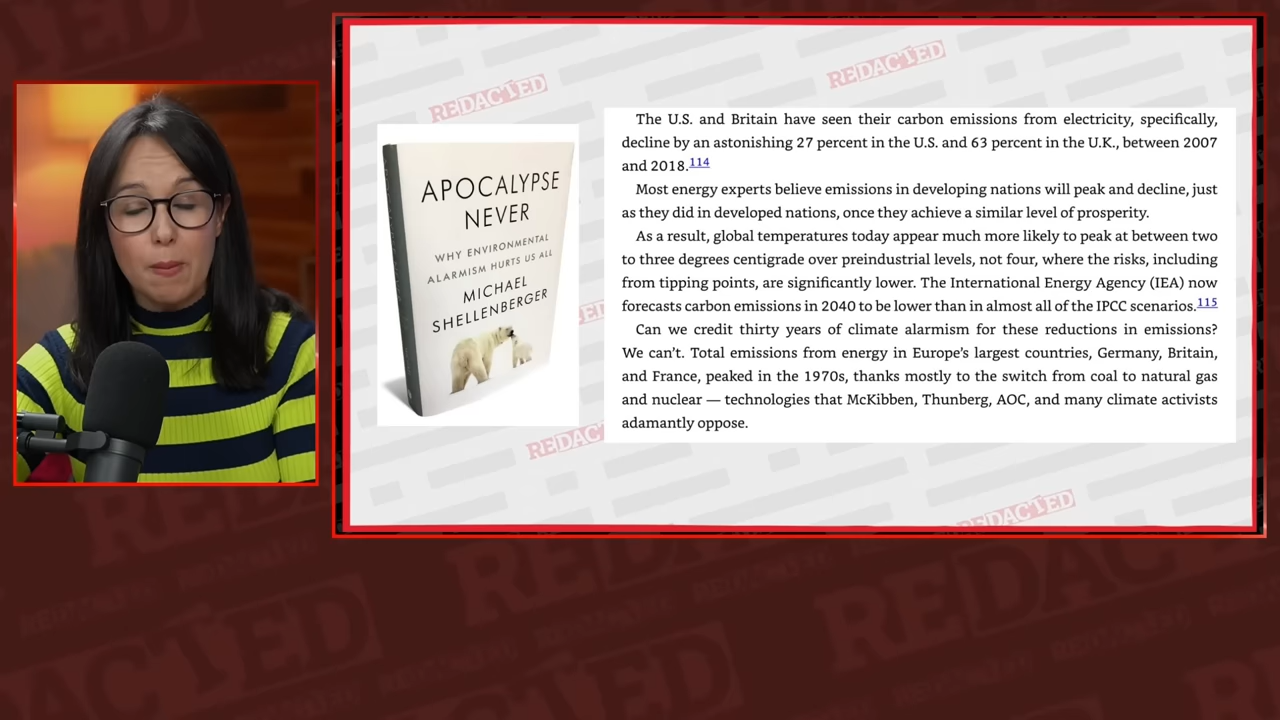 REDACTED
REDACTED
APOCALYPSE
NEVER
WHY ENVIRONMENTAL
ALARMISM HURTS US ALL
MICHAEL
SHELLENBERGER
The U.S. and Britain have seen their carbon emissions from electricity, specifically,
decline by an astonishing 27 percent in the U.S. and 63 percent in the U.K., between 2007
and 2018.114
Most energy experts believe emissions in developing nations will peak and decline, just
as they did in developed nations, once they achieve a similar level of prosperity.
As a result, global temperatures today appear much more likely to peak at between two
to three degrees centigrade over preindustrial levels, not four, where the risks, including
from tipping points, are significantly lower. The International Energy Agency (IEA) now
forecasts carbon emissions in 2040 to be lower than in almost all of the IPCC scenarios.115
Can we credit thirty years of climate alarmism for these reductions in emissions?
We can't. Total emissions from energy in Europe's largest countries, Germany, Britain,
and France, peaked in the 1970s, thanks mostly to the switch from coal to natural gas
and nuclear — technologies that McKibben, Thunberg, AOC, and many climate activists
adamantly oppose.
REDACTED
REDACTED
REDACTED
REDACTED